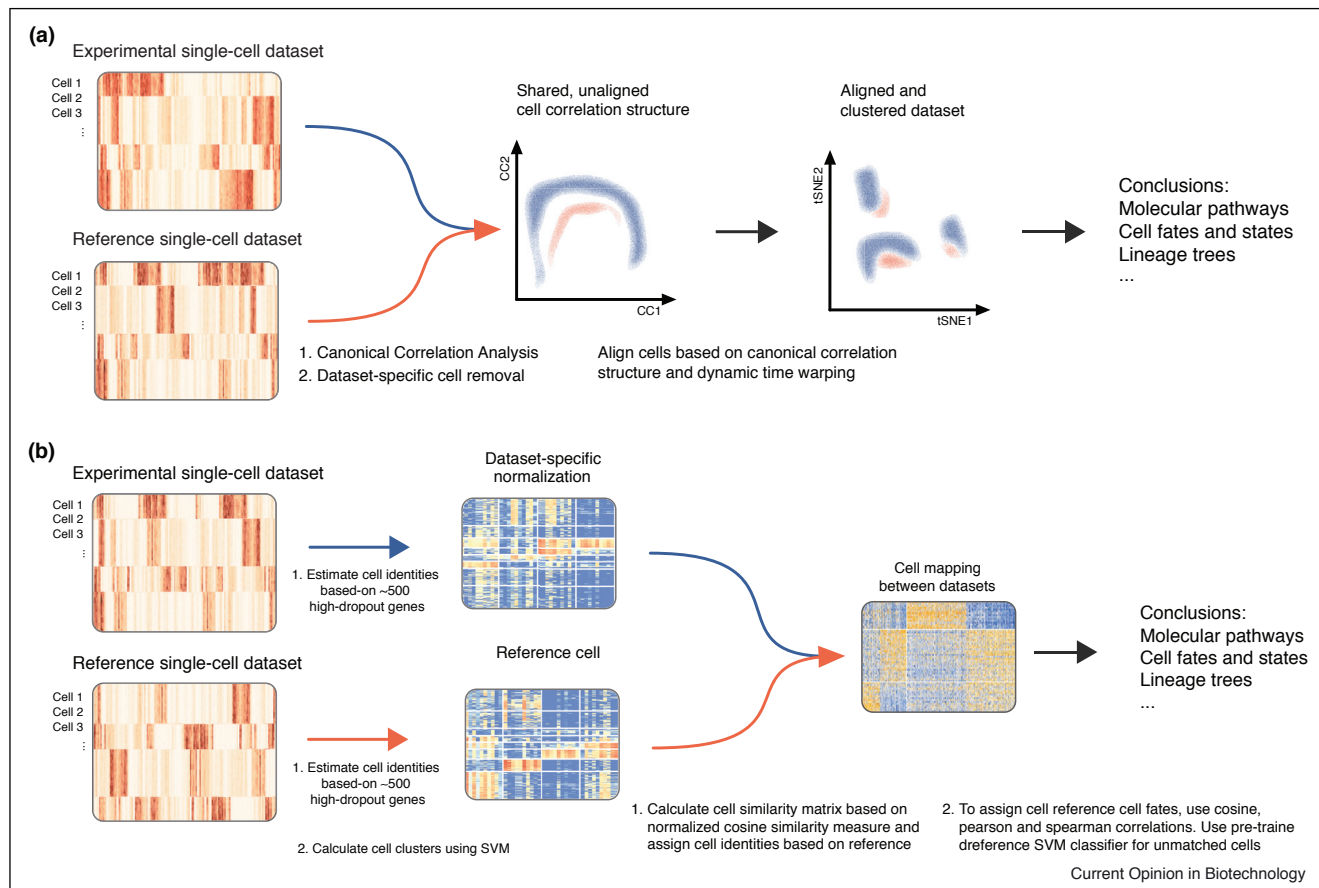 (a)
Experimental single-cell dataset
Cell 1
Cell 2
Cell 3
...
Reference single-cell dataset
Cell 1
Cell 2
Cell 3
...
1. Canonical Correlation Analysis
2. Dataset-specific cell removal
Shared, unaligned
cell correlation structure
CC2
CC1
Align cells based on canonical correlation
structure and dynamic time warping
Aligned and
clustered dataset
tSNE2
tSNE1
Conclusions:
Molecular pathways
Cell fates and states
Lineage trees
...
(b)
Experimental single-cell dataset
Cell 1
Cell 2
Cell 3
...
1. Estimate cell identities
based-on ~500
high-dropout genes
Dataset-specific
normalization
Reference single-cell dataset
Cell 1
Cell 2
Cell 3
...
1. Estimate cell identities
based-on ~500
high-dropout genes
2. Calculate cell clusters using SVM
Reference cell
Cell mapping
between datasets
1. Calculate cell similarity matrix based on
normalized cosine similarity measure and
assign cell identities based on reference
2. To assign cell reference cell fates, use cosine,
pearson and spearman correlations. Use pre-traine
dreference SVM classifier for unmatched cells
Conclusions:
Molecular pathways
Cell fates and states
Lineage trees
...
Current Opinion in Biotechnology